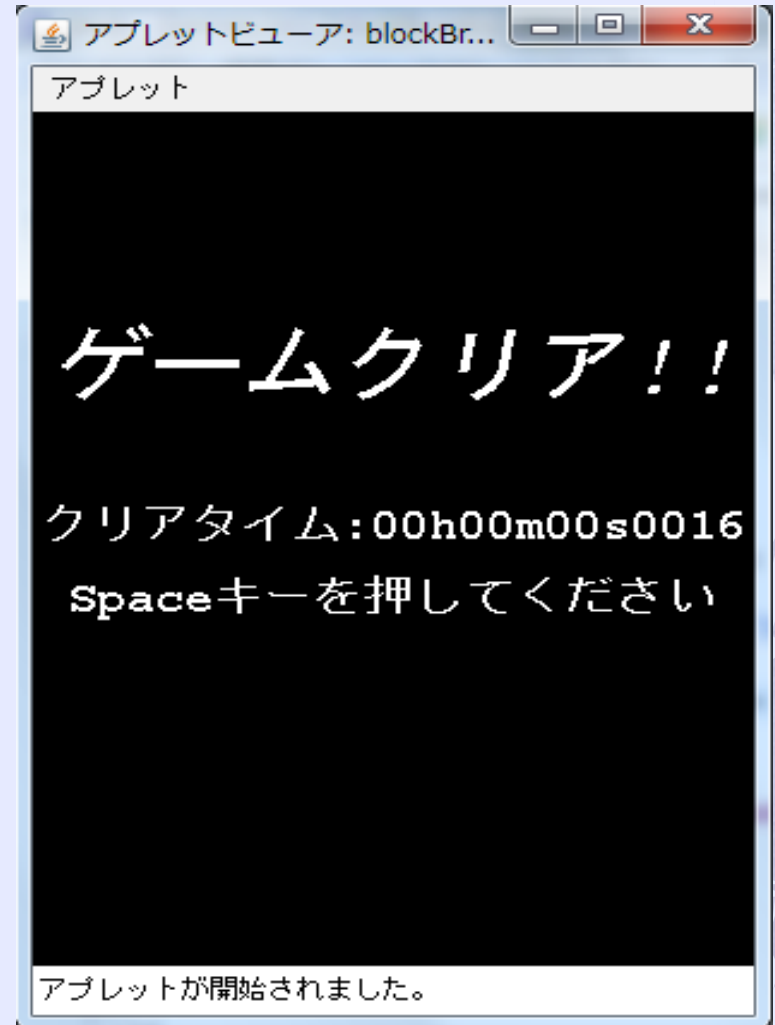 アプレットビューア: blockBr...
アプレット
ゲームクリア!!
クリアタイム:00h00m00s0016
Spaceキーを押してください
アプレットが開始されました。